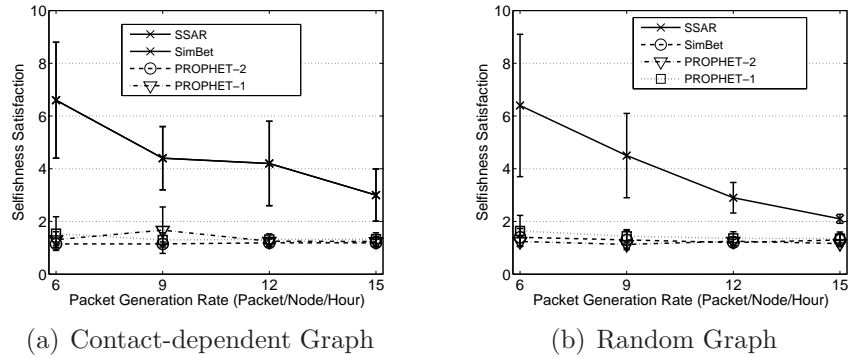 10
8
6
4
2
0
Selfishness Satisfaction
SSAR
SimBet
PROPHET-2
PROPHET-1
6 9 12 15
Packet Generation Rate (Packet/Node/Hour)
(a) Contact-dependent Graph
10
8
6
4
2
0
Selfishness Satisfaction
SSAR
SimBet
PROPHET-2
PROPHET-1
6 9 12 15
Packet Generation Rate (Packet/Node/Hour)
(b) Random Graph